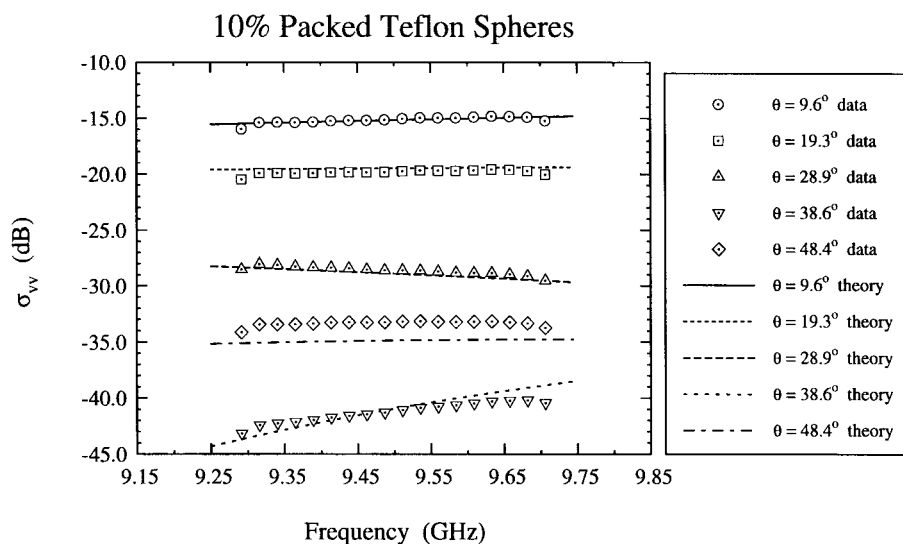 10% Packed Teflon Spheres
σvv (dB)
-10.0
-15.0
-20.0
-25.0
-30.0
-35.0
-40.0
-45.0
9.15
9.25
9.35
9.45
9.55
9.65
9.75
9.85
Frequency (GHz)
θ = 9.6° data
θ = 19.3° data
θ = 28.9° data
θ = 38.6° data
θ = 48.4° data
θ = 9.6° theory
θ = 19.3° theory
θ = 28.9° theory
θ = 38.6° theory
θ = 48.4° theory